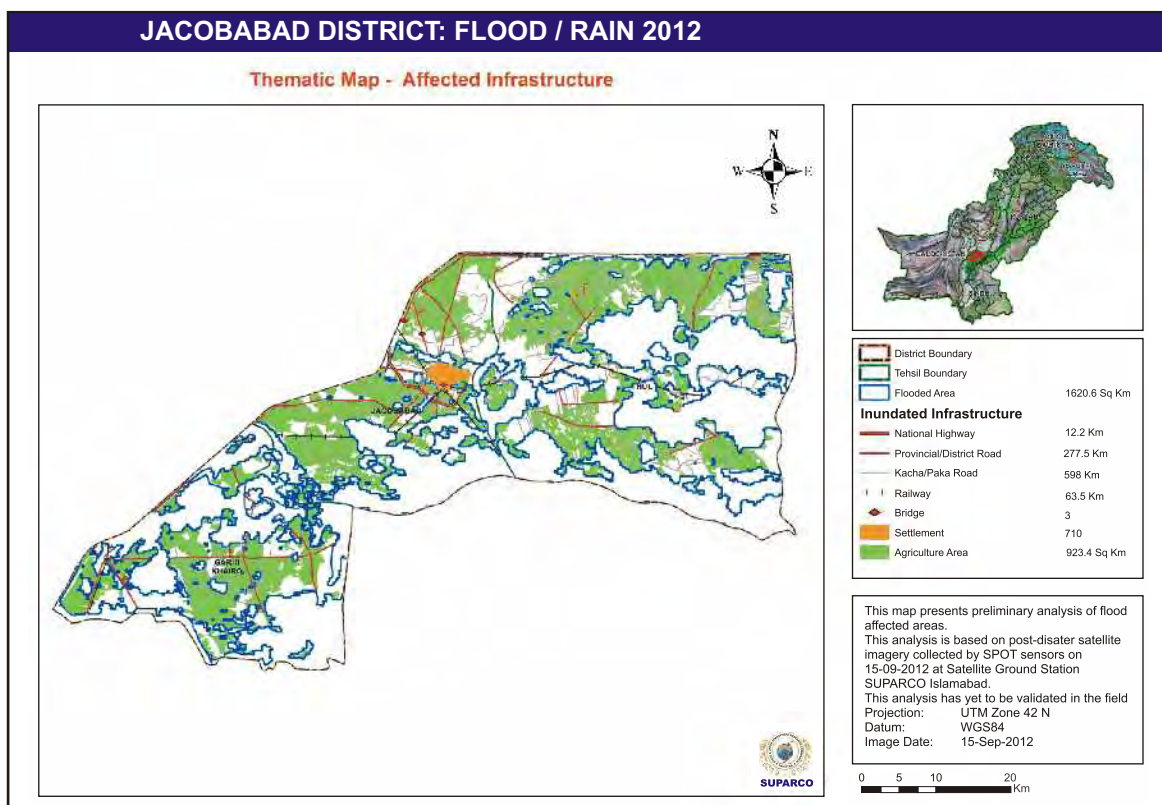 JACOBABAD DISTRICT: FLOOD / RAIN 2012
Thematic Map - Affected Infrastructure
N
W E
S
JACOBABAD
GARHI
KHAIRO
SUPARCO
District Boundary
Tehsil Boundary
Flooded Area 1620.6 Sq Km
Inundated Infrastructure
National Highway 12.2 Km
Provincial/District Road 277.5 Km
Kacha/Paka Road 598 Km
Railway 63.5 Km
Bridge 3
Settlement 710
Agriculture Area 923.4 Sq Km
This map presents preliminary analysis of flood
affected areas.
This analysis is based on post-disater satellite
imagery collected by SPOT sensors on
15-09-2012 at Satellite Ground Station
SUPARCO Islamabad.
This analysis has yet to be validated in the field
Projection: UTM Zone 42 N
Datum: WGS84
Image Date: 15-Sep-2012
0 5 10 20
Km